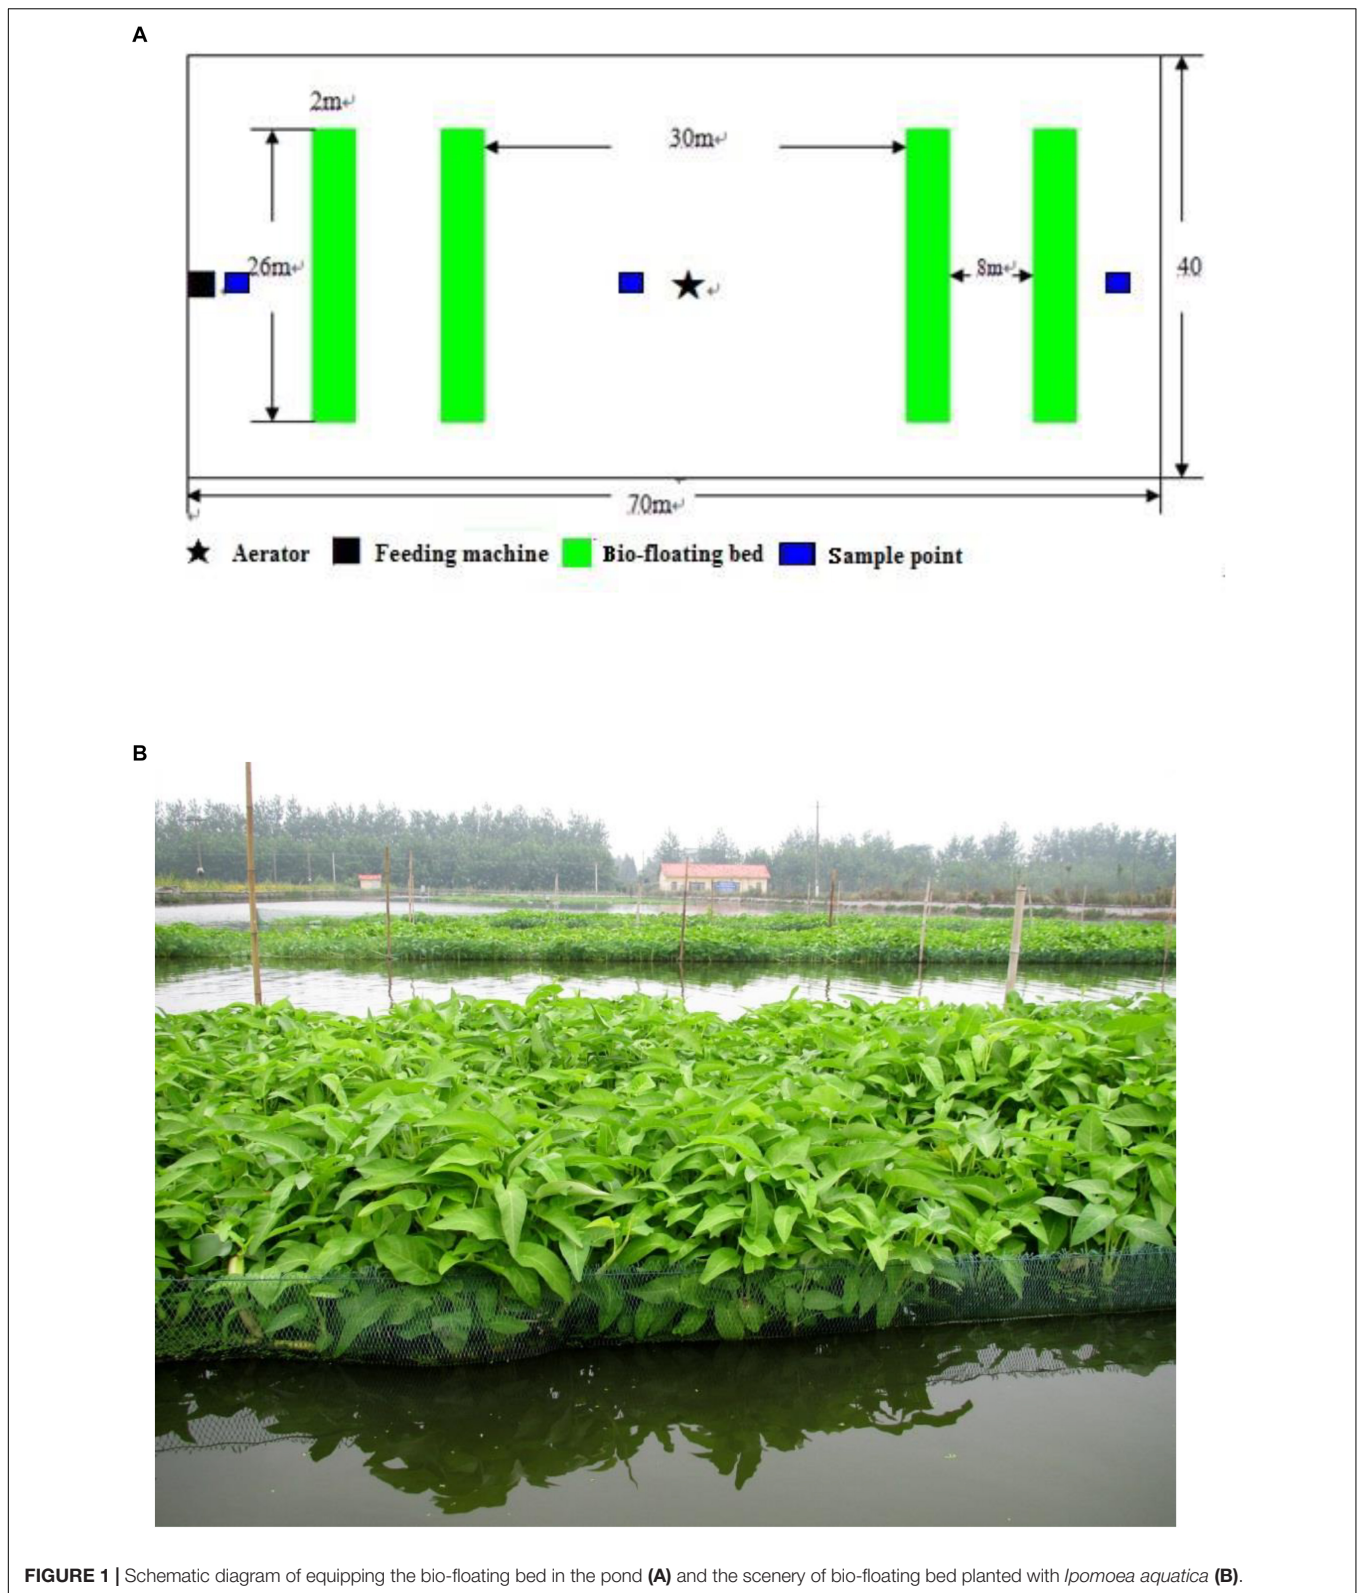 A
2m
30m
26m
8m
40
70m
Aerator Feeding machine Bio-floating bed Sample point
B
FIGURE 1 | Schematic diagram of equipping the bio-floating bed in the pond (A) and the scenery of bio-floating bed planted with Ipomoea aquatica (B).